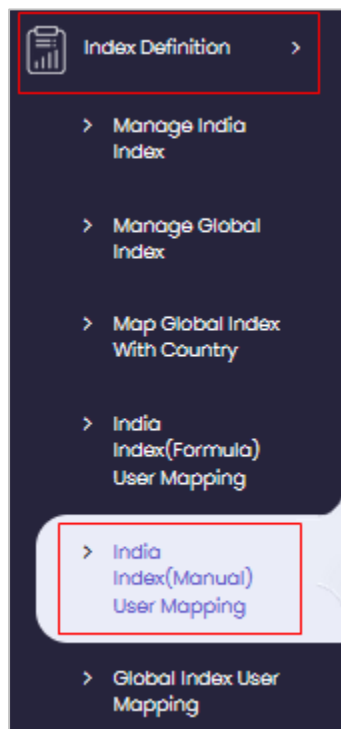 Index Definition >
> Manage India
Index
> Manage Global
Index
> Map Global Index
With Country
> India
Index(Formula)
User Mapping
> India
Index(Manual)
User Mapping
> Global Index User
Mapping